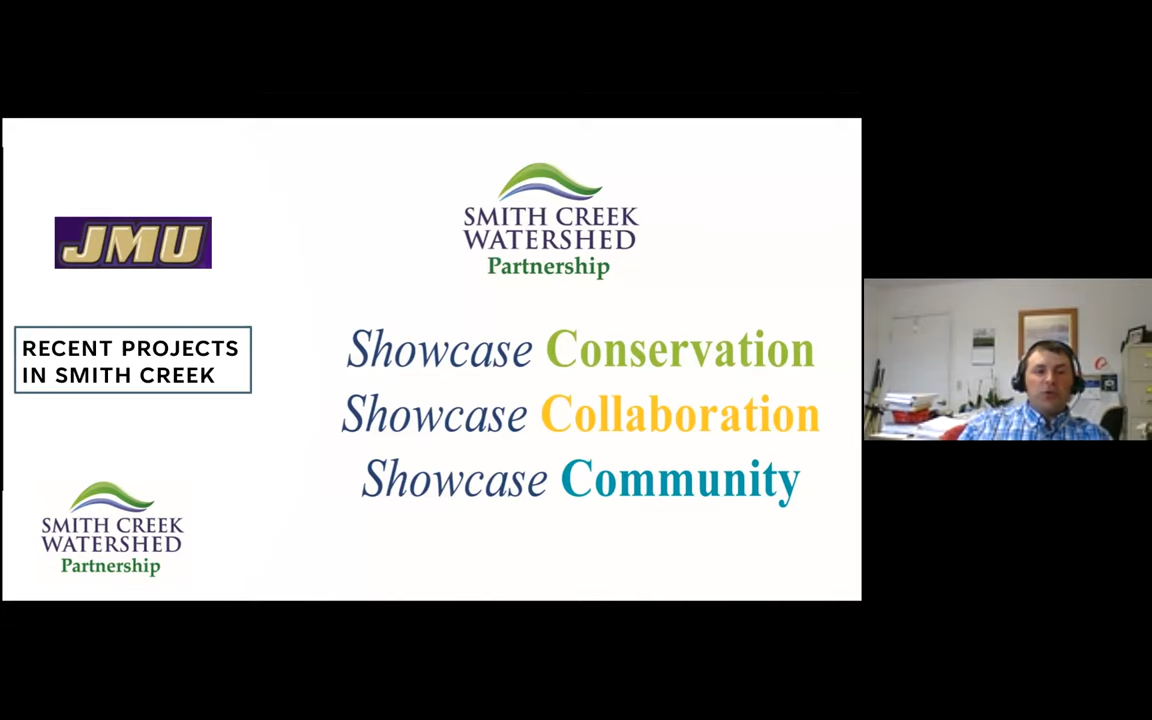 JMU
RECENT PROJECTS
IN SMITH CREEK
SMITH CREEK
WATERSHED
Partnership
SMITH CREEK
WATERSHED
Partnership
Showcase Conservation
Showcase Collaboration
Showcase Community